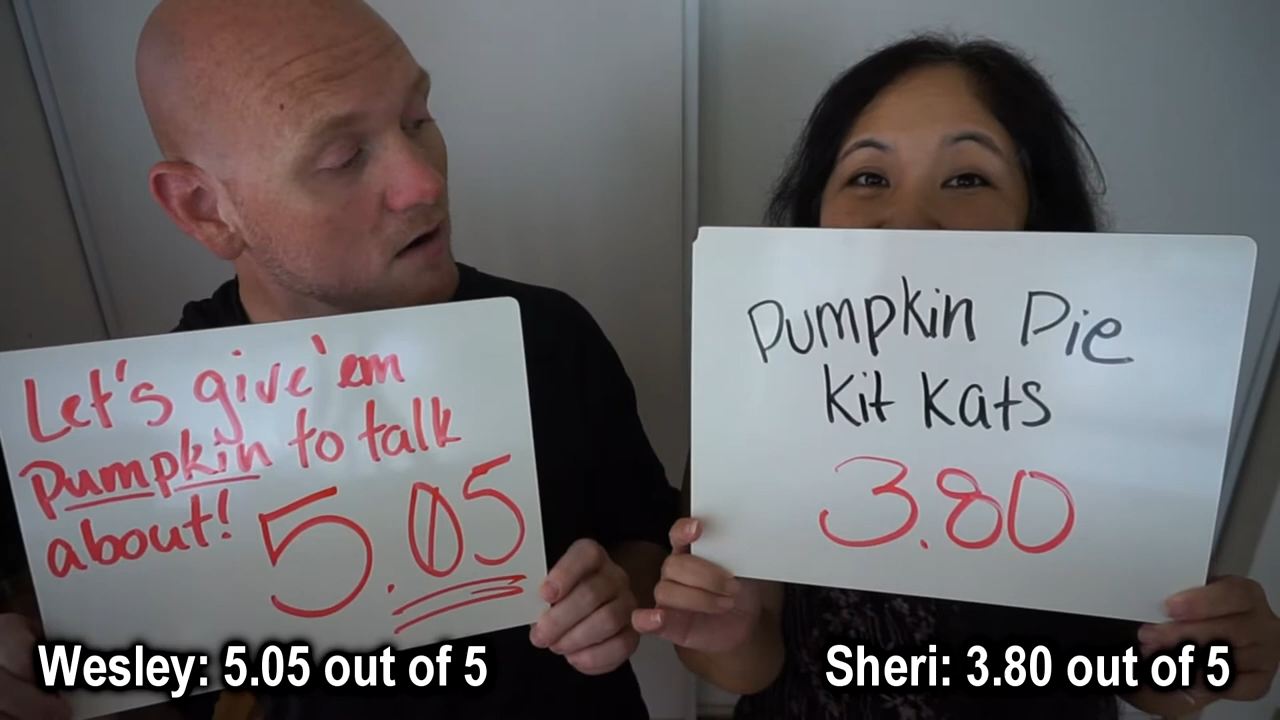 Let's give 'em
Pumpkin to talk
about!
5.05
Pumpkin Pie
Kit Kats
3.80
Wesley: 5.05 out of 5
Sheri: 3.80 out of 5